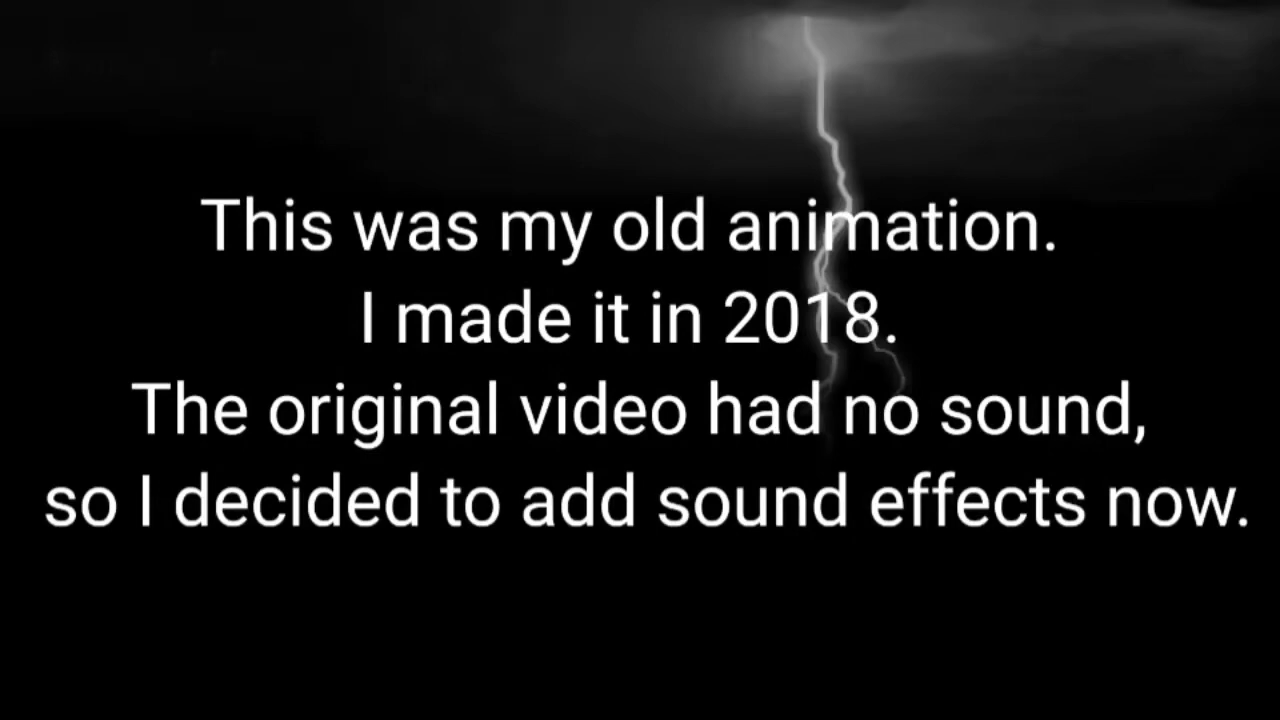 This was my old animation.
I made it in 2018.
The original video had no sound,
so I decided to add sound effects now.